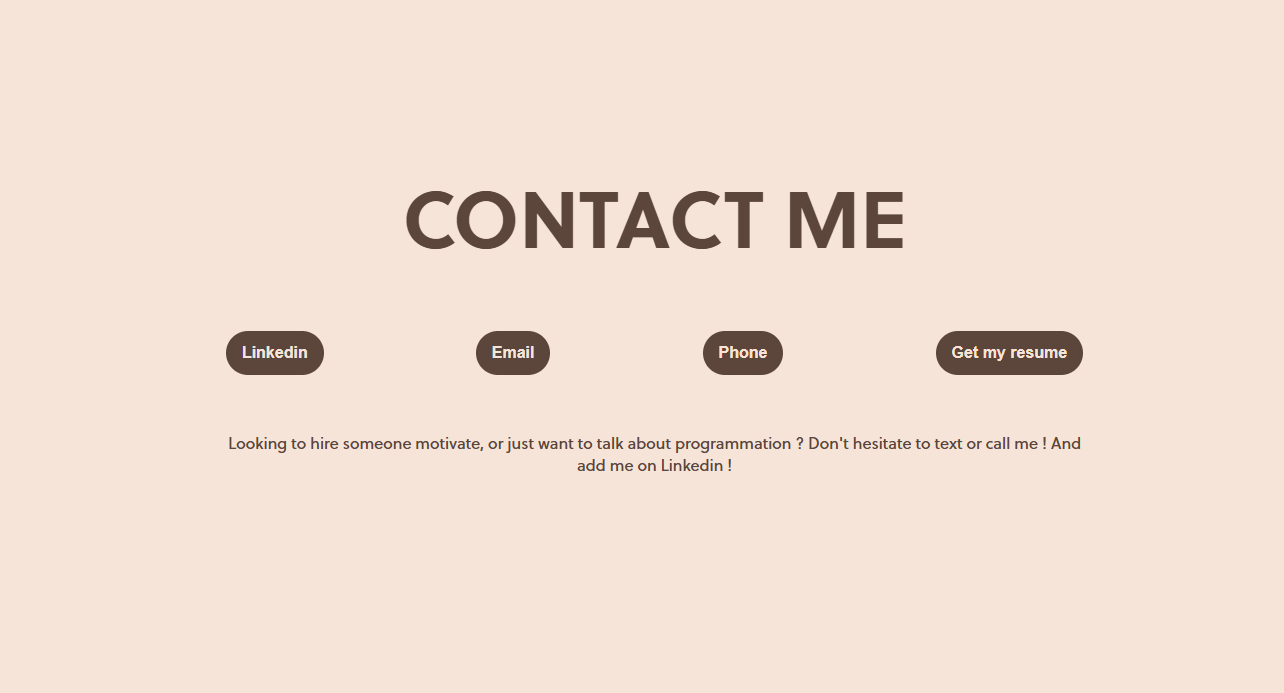 CONTACT ME
Linkedin
Email
Phone
Get my resume
Looking to hire someone motivate, or just want to talk about programmation ? Don't hesitate to text or call me ! And
add me on Linkedin !